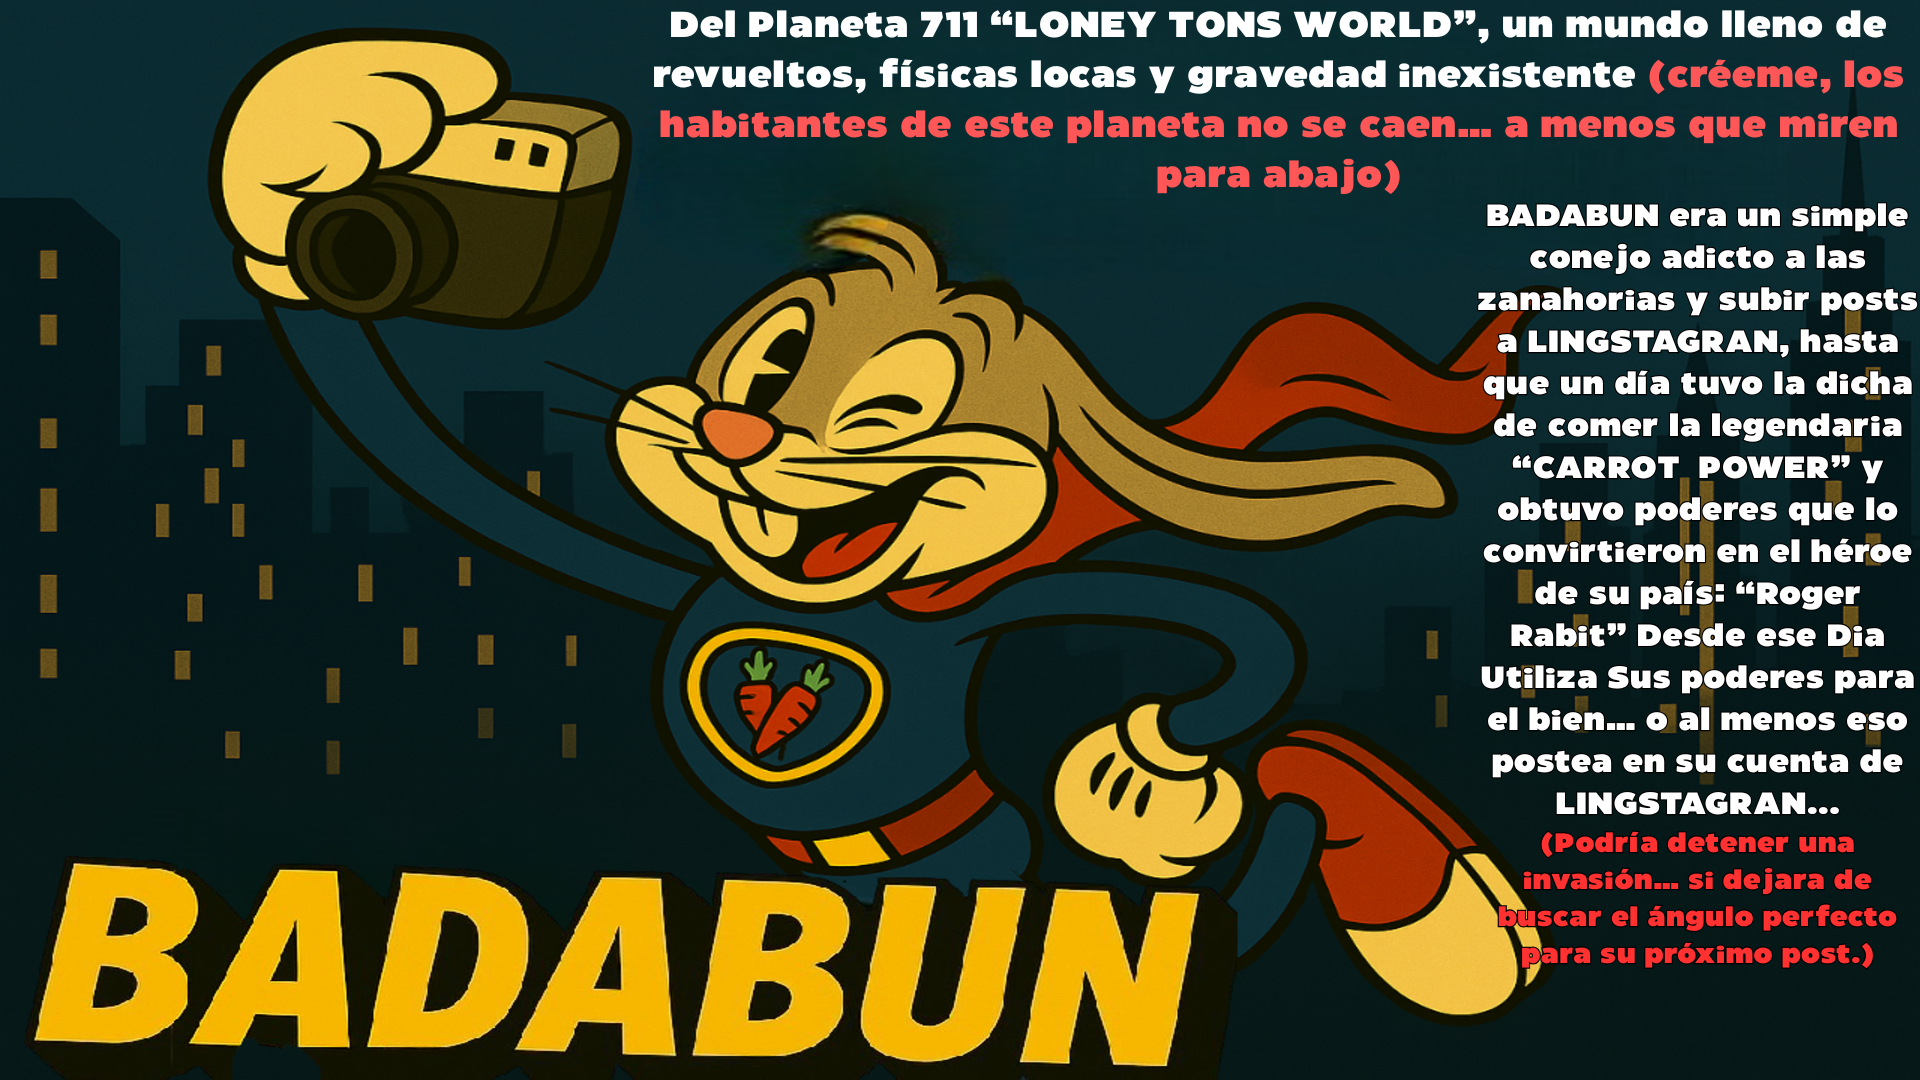 Del Planeta 711 “LONEY TONS WORLD”, un mundo lleno de
revueltos, físicas locas y gravedad inexistente (créeme, los
habitantes de este planeta no se caen... a menos que miren
para abajo)
BADABUN era un simple
conejo adicto a las
zanahorias y subir posts
a LINGSTAGRAN, hasta
que un día tuvo la dicha
de comer la legendaria
“CARROT POWER” y
obtuvo poderes que lo
convirtieron en el héroe
de su país: “Roger
Rabit” Desde ese Dia
Utiliza Sus poderes para
el bien... o al menos eso
postea en su cuenta de
LINGSTAGRAN...
(Podría detener una
invasión... si dejara de
buscar el ángulo perfecto
para su próximo post.)
BADABUN